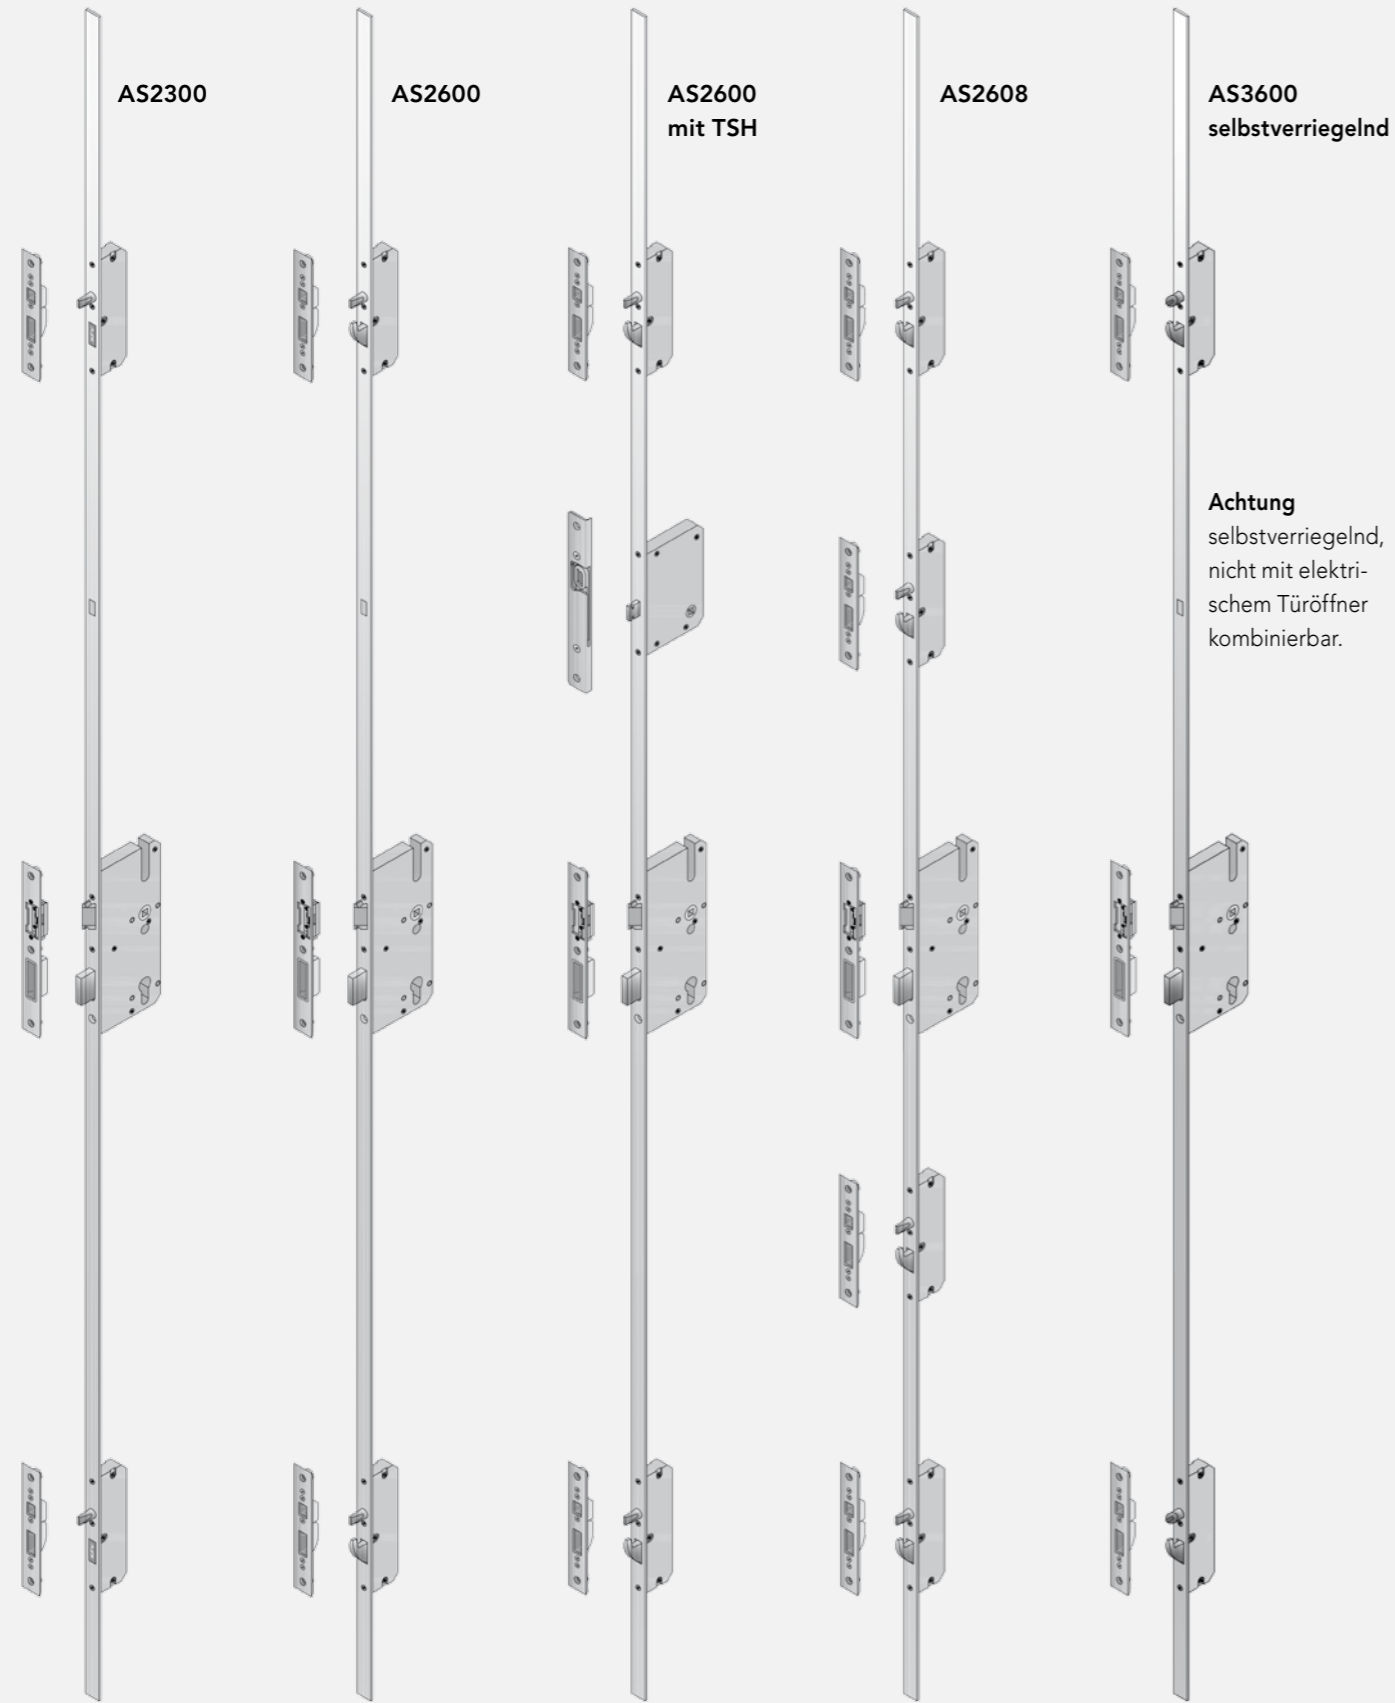 AS2300
AS2600
AS2600
mit TSH
AS2608
AS3600
selbstverriegelnd
Achtung
selbstverriegelnd,
nicht mit elektri-
schem Türöffner
kombinierbar.